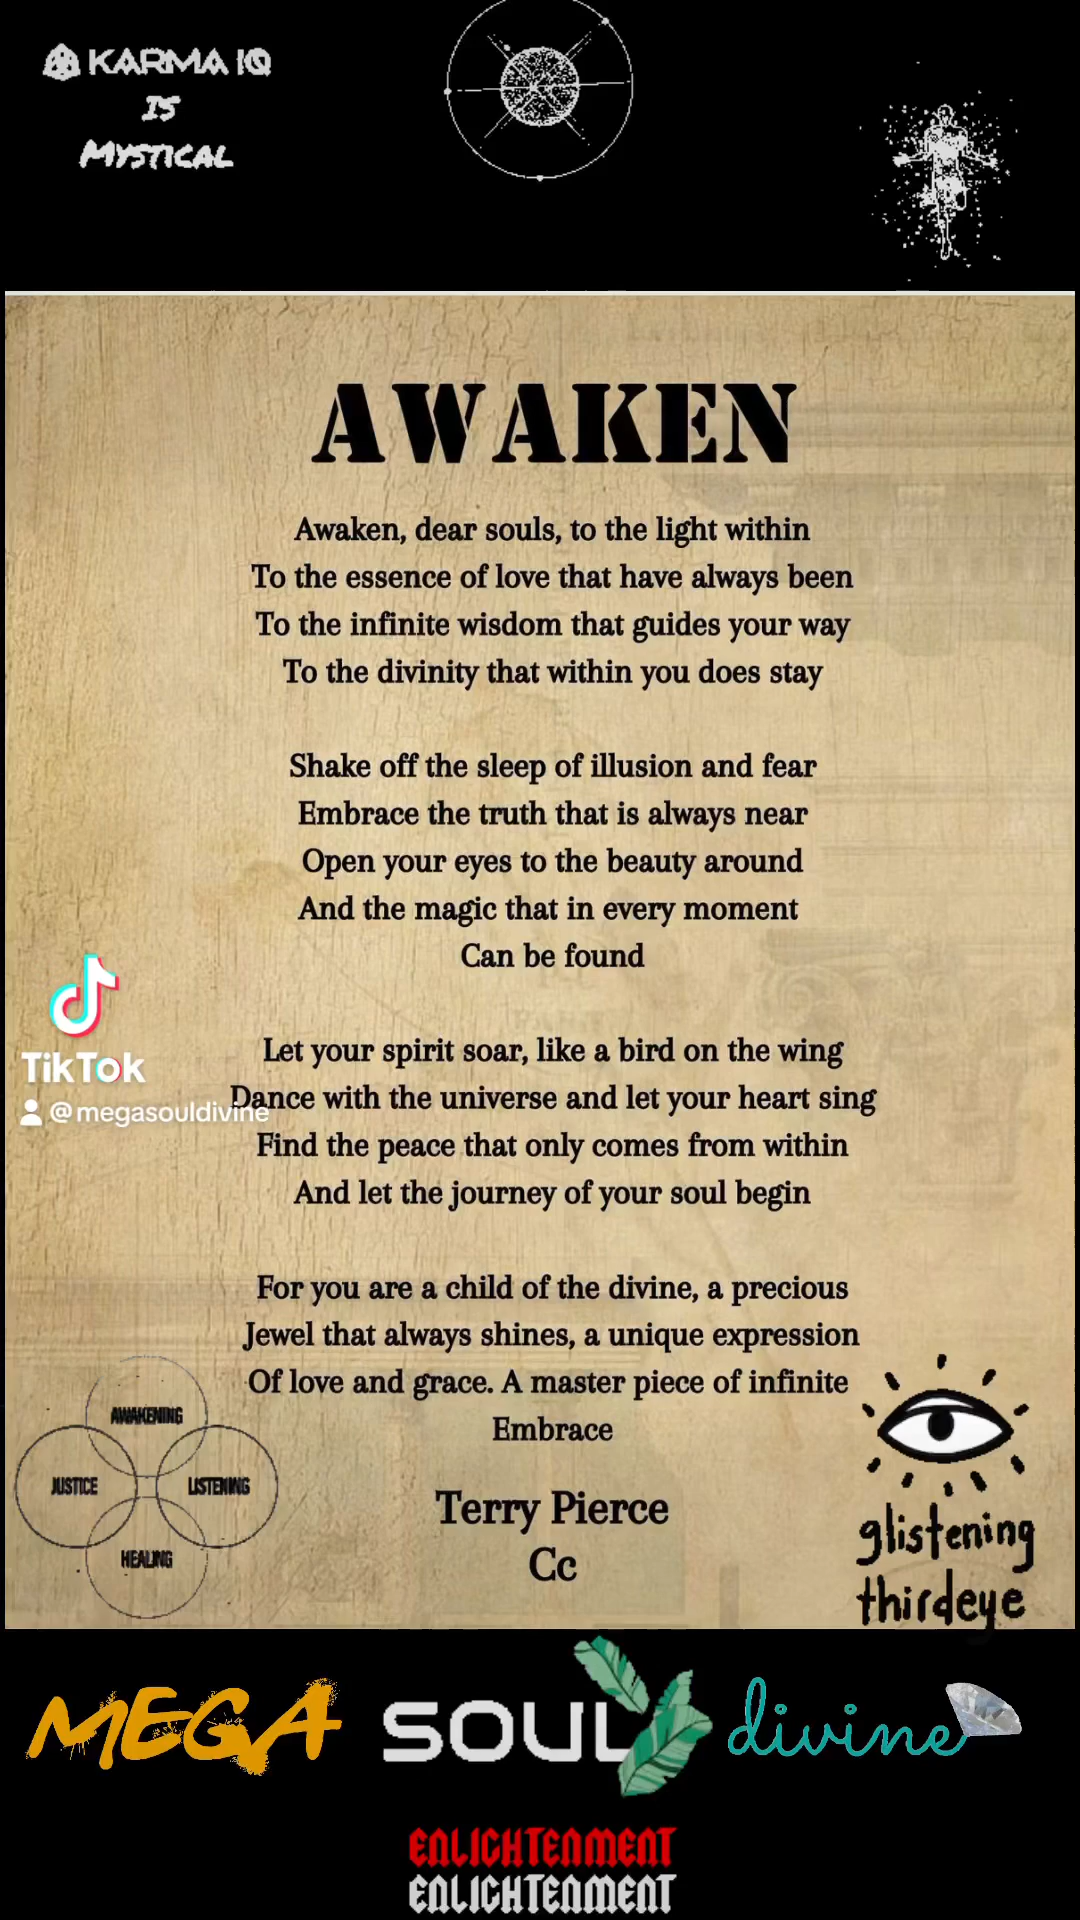 KARMA IQ
IS
MYSTICAL
AWAKEN
Awaken, dear souls, to the light within
To the essence of love that have always been
To the infinite wisdom that guides your way
To the divinity that within you does stay
Shake off the sleep of illusion and fear
Embrace the truth that is always near
Open your eyes to the beauty around
And the magic that in every moment
Can be found
Let your spirit soar, like a bird on the wing
Dance with the universe and let your heart sing
Find the peace that only comes from within
And let the journey of your soul begin
For you are a child of the divine, a precious
Jewel that always shines, a unique expression
Of love and grace. A master piece of infinite
Embrace
Terry Pierce
Cc
TikTok
@megasouldivine
AWAKENING
JUSTICE
LISTENING
HEALING
glistening
thirdeye
MEGA SOUL divine
ENLIGHTENMENT
ENLIGHTENMENT